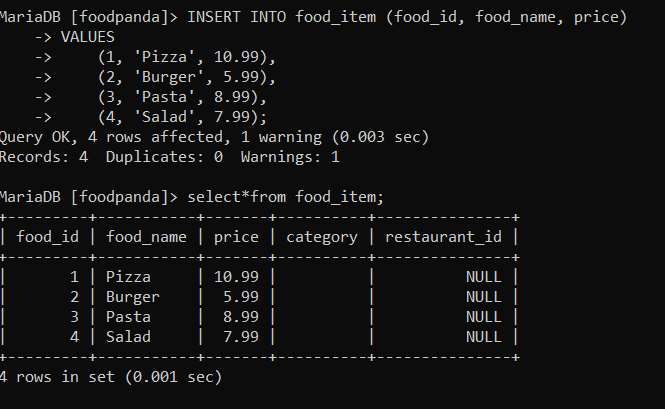 MariaDB [foodpanda]> INSERT INTO food_item (food_id, food_name, price)
    -> VALUES
    ->     (1, 'Pizza', 10.99),
    ->     (2, 'Burger', 5.99),
    ->     (3, 'Pasta', 8.99),
    ->     (4, 'Salad', 7.99);
Query OK, 4 rows affected, 1 warning (0.003 sec)
Records: 4  Duplicates: 0  Warnings: 1

MariaDB [foodpanda]> select*from food_item;
+---------+-----------+-------+----------+---------------+
| food_id | food_name | price | category | restaurant_id |
+---------+-----------+-------+----------+---------------+
|       1 | Pizza     | 10.99 |          |          NULL |
|       2 | Burger    |  5.99 |          |          NULL |
|       3 | Pasta     |  8.99 |          |          NULL |
|       4 | Salad     |  7.99 |          |          NULL |
+---------+-----------+-------+----------+---------------+
4 rows in set (0.001 sec)